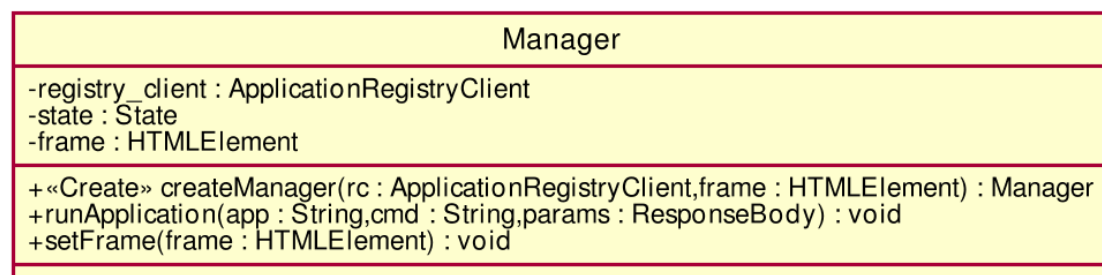 Manager
-registry_client : ApplicationRegistryClient
-state : State
-frame : HTMLElement
+«Create» createManager(rc : ApplicationRegistryClient,frame : HTMLElement) : Manager
+runApplication(app : String,cmd : String,params : ResponseBody) : void
+setFrame(frame : HTMLElement) : void